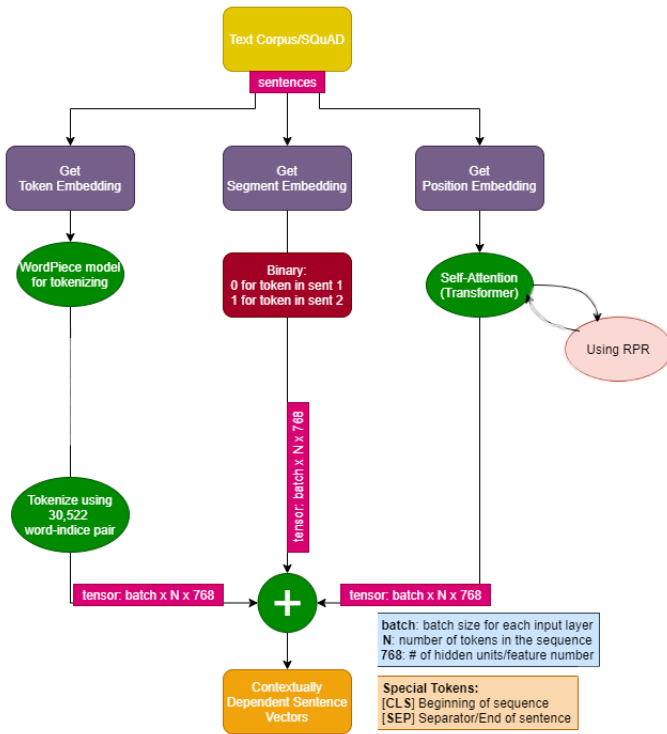 Text Corpus/SQuAD
sentences
Get
Token Embedding
Get
Segment Embedding
Get
Position Embedding
WordPiece model
for tokenizing
Binary:
0 for token in sent 1
1 for token in sent 2
Self-Attention
(Transformer)
Using RPR
tensor: batch x N x 768
Tokenize using
30,522
word-indice pair
tensor: batch x N x 768
+
tensor: batch x N x 768
batch: batch size for each input layer
N: number of tokens in the sequence
768: # of hidden units/feature number
Contextually
Dependent Sentence
Vectors
Special Tokens:
[CLS] Beginning of sequence
[SEP] Separator/End of sentence